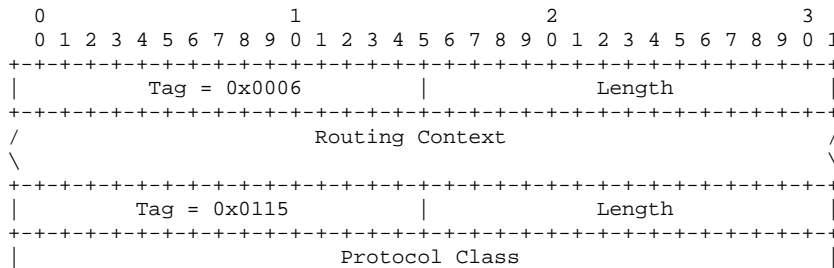 0                   1                   2                   3
0 1 2 3 4 5 6 7 8 9 0 1 2 3 4 5 6 7 8 9 0 1 2 3 4 5 6 7 8 9 0 1
+-+-+-+-+-+-+-+-+-+-+-+-+-+-+-+-+-+-+-+-+-+-+-+-+-+-+-+-+-+-+-+-+
|          Tag = 0x0006         |             Length            |
+-+-+-+-+-+-+-+-+-+-+-+-+-+-+-+-+-+-+-+-+-+-+-+-+-+-+-+-+-+-+-+-+
/                       Routing Context                         /
\                                                               \
+-+-+-+-+-+-+-+-+-+-+-+-+-+-+-+-+-+-+-+-+-+-+-+-+-+-+-+-+-+-+-+-+
|         Tag = 0x0115          |             Length            |
+-+-+-+-+-+-+-+-+-+-+-+-+-+-+-+-+-+-+-+-+-+-+-+-+-+-+-+-+-+-+-+-+
|                         Protocol Class                        |